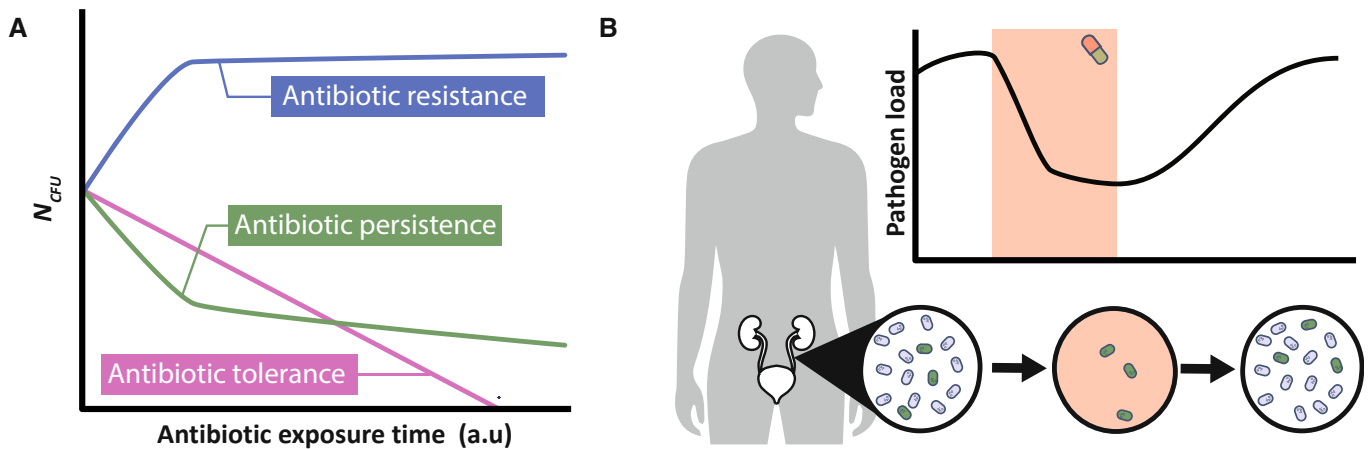 A
N_CFU
Antibiotic resistance
Antibiotic persistence
Antibiotic tolerance
Antibiotic exposure time (a.u)
B
Pathogen load